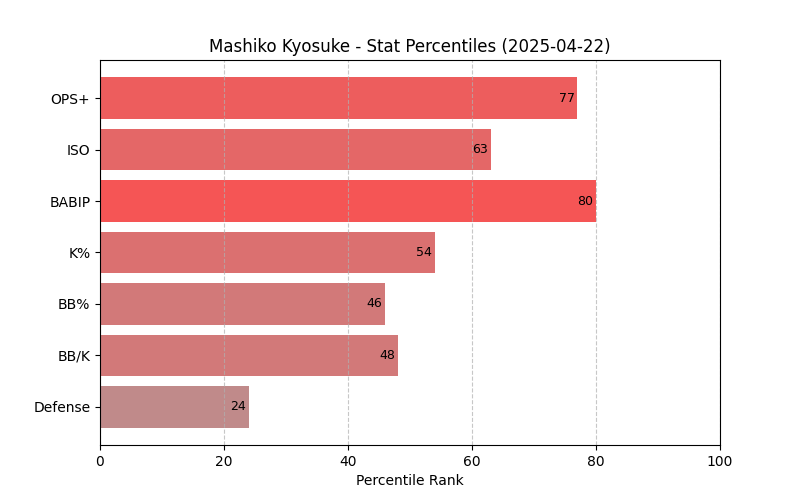 Mashiko Kyosuke - Stat Percentiles (2025-04-22)
OPS+ 77
ISO 63
BABIP 80
K% 54
BB% 46
BB/K 48
Defense 24
0 20 40 60 80 100
Percentile Rank